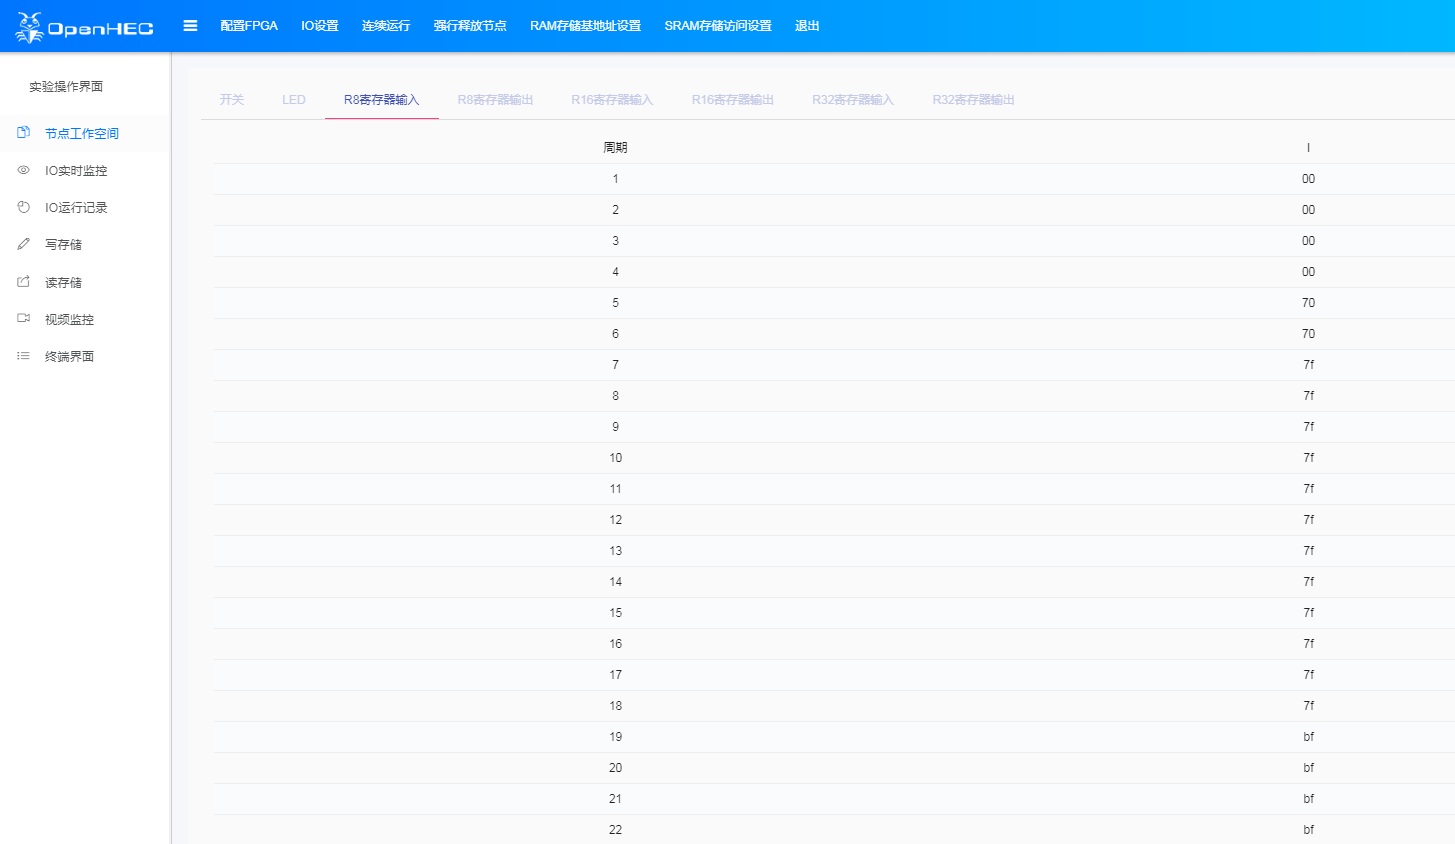 OpenHEC 配置FPGA IO设置 连续运行 强行释放节点 RAM存储基地址设置 SRAM存储访问设置 退出
实验操作界面
节点工作空间
IO实时监控
IO运行记录
写存储
读存储
视频监控
终端界面
开关 LED R8寄存器输入 R8寄存器输出 R16寄存器输入 R16寄存器输出 R32寄存器输入 R32寄存器输出
周期 I
1 00
2 00
3 00
4 00
5 70
6 70
7 7f
8 7f
9 7f
10 7f
11 7f
12 7f
13 7f
14 7f
15 7f
16 7f
17 7f
18 7f
19 bf
20 bf
21 bf
22 bf